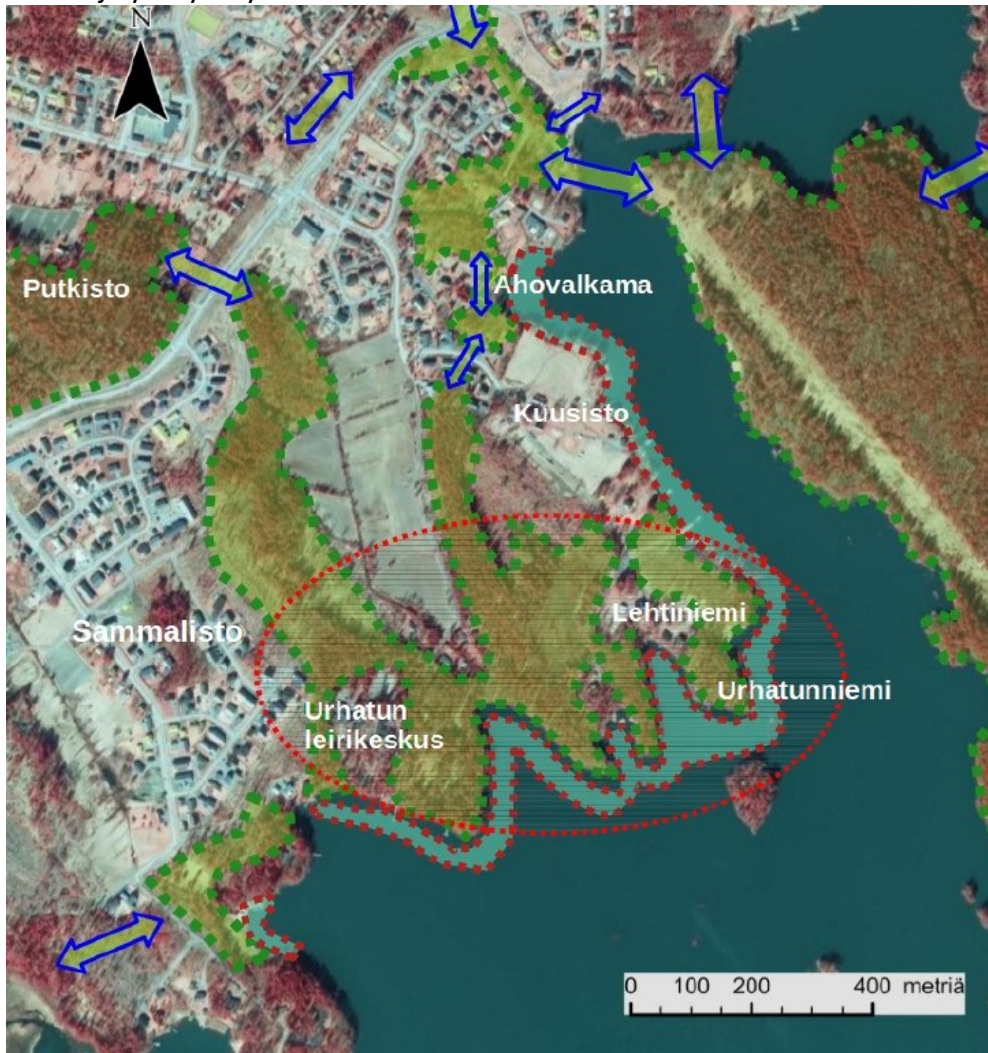 N
Putkisto
Ahovalkama
Kuusisto
Sammalisto
Lehtiniemi
Urhatunniemi
Urhatun
leirikeskus
0 100 200 400 metriä